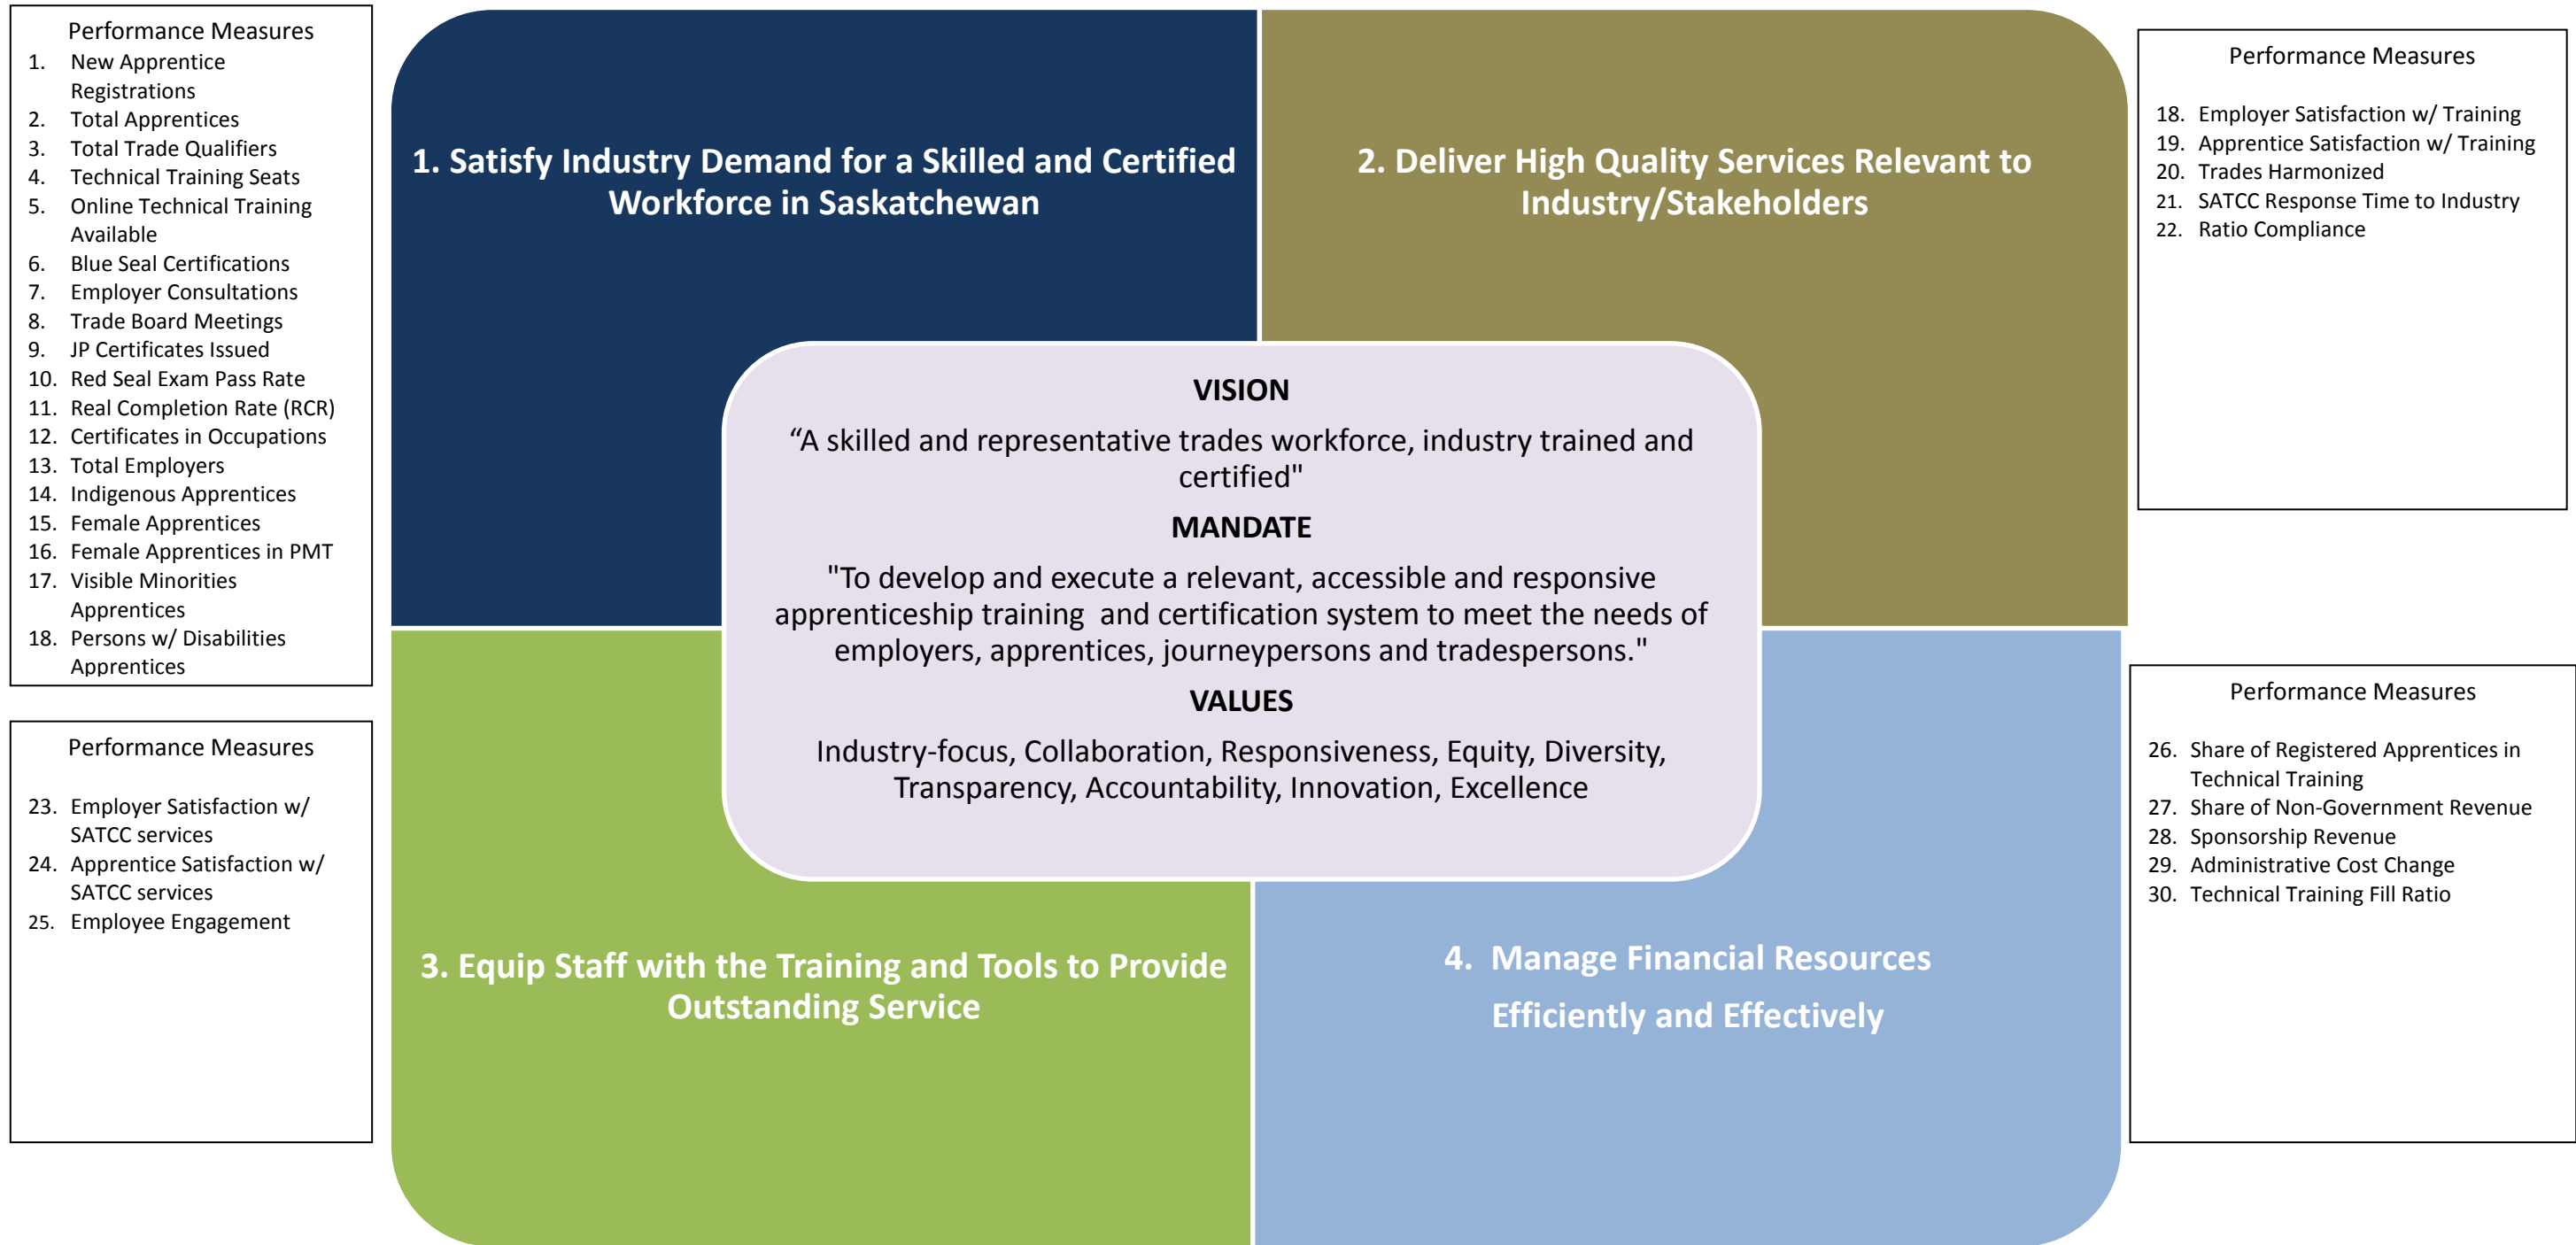 Performance Measures
1. New Apprentice
Registrations
2. Total Apprentices
3. Total Trade Qualifiers
4. Technical Training Seats
5. Online Technical Training
Available
6. Blue Seal Certifications
7. Employer Consultations
8. Trade Board Meetings
9. JP Certificates Issued
10. Red Seal Exam Pass Rate
11. Real Completion Rate (RCR)
12. Certificates in Occupations
13. Total Employers
14. Indigenous Apprentices
15. Female Apprentices
16. Female Apprentices in PMT
17. Visible Minorities
Apprentices
18. Persons w/ Disabilities
Apprentices
1. Satisfy Industry Demand for a Skilled and Certified
Workforce in Saskatchewan
2. Deliver High Quality Services Relevant to
Industry/Stakeholders
Performance Measures
18. Employer Satisfaction w/ Training
19. Apprentice Satisfaction w/ Training
20. Trades Harmonized
21. SATCC Response Time to Industry
22. Ratio Compliance
VISION
“A skilled and representative trades workforce, industry trained and
certified"
MANDATE
"To develop and execute a relevant, accessible and responsive
apprenticeship training  and certification system to meet the needs of
employers, apprentices, journeypersons and tradespersons."
VALUES
Industry-focus, Collaboration, Responsiveness, Equity, Diversity,
Transparency, Accountability, Innovation, Excellence
Performance Measures
23. Employer Satisfaction w/
SATCC services
24. Apprentice Satisfaction w/
SATCC services
25. Employee Engagement
3. Equip Staff with the Training and Tools to Provide
Outstanding Service
4.  Manage Financial Resources
Efficiently and Effectively
Performance Measures
26. Share of Registered Apprentices in
Technical Training
27. Share of Non-Government Revenue
28. Sponsorship Revenue
29. Administrative Cost Change
30. Technical Training Fill Ratio